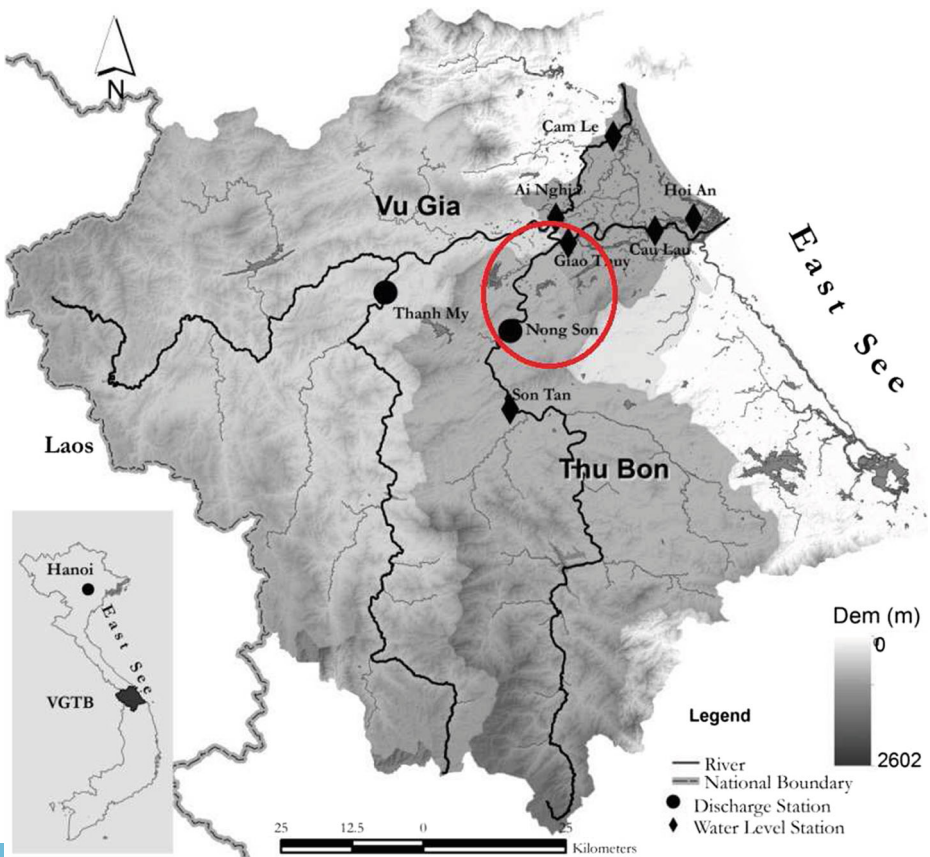 N
Cam Le
Ai Nghia
Hoi An
Vu Gia
Giao Thuy
Cau Lau
East See
Thanh My
Nong Son
Son Tan
Laos
Thu Bon
Hanoi
East See
VGTB
Dem (m)
0
2602
Legend
River
National Boundary
Discharge Station
Water Level Station
25 12.5 0 25
Kilometers